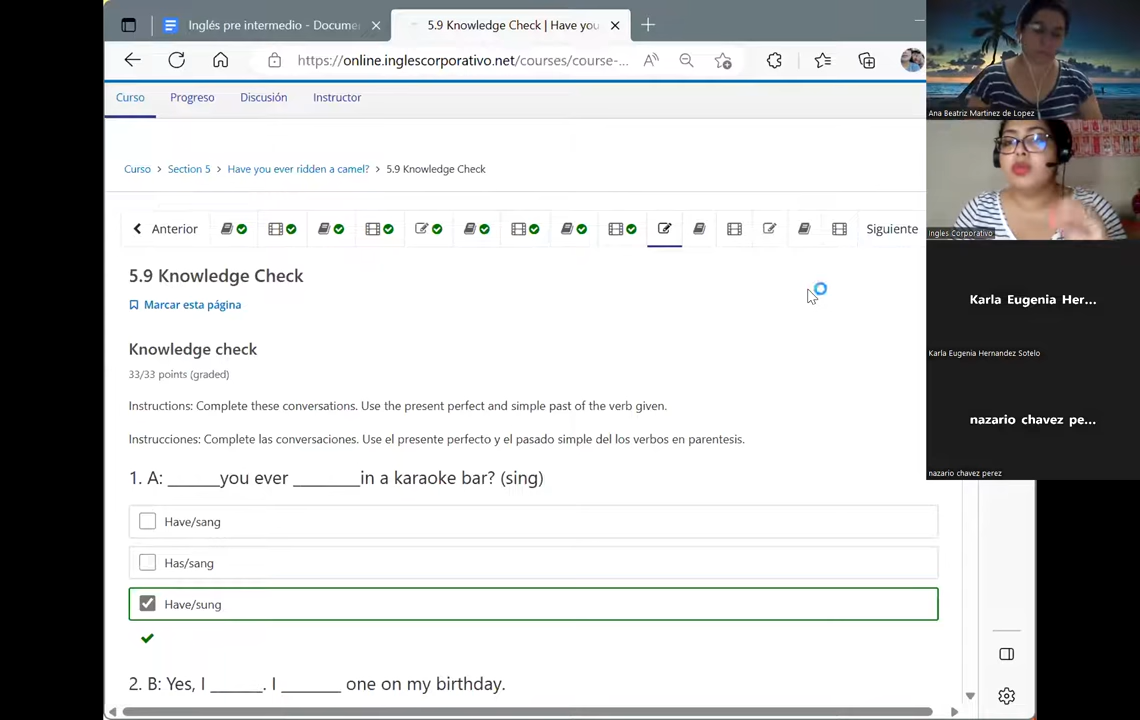 Inglés pre intermedio - Docume
5.9 Knowledge Check | Have you
https://online.inglescorporativo.net/courses/course-...
Curso
Progreso
Discusión
Instructor
Curso > Section 5 > Have you ever ridden a camel? > 5.9 Knowledge Check
Anterior
Siguiente
5.9 Knowledge Check
Marcar esta página
Knowledge check
33/33 points (graded)
Instructions: Complete these conversations. Use the present perfect and simple past of the verb given.
Instrucciones: Complete las conversaciones. Use el presente perfecto y el pasado simple del los verbos en parentesis.
1. A: ______you ever ________in a karaoke bar? (sing)
Have/sang
Has/sang
Have/sung
2. B: Yes, I ______. I _______ one on my birthday.
Ana Beatriz Martinez de Lopez
Ingles Corporativo
Karla Eugenia Her...
Karla Eugenia Hernandez Sotelo
nazario chavez pe...
nazario chavez perez